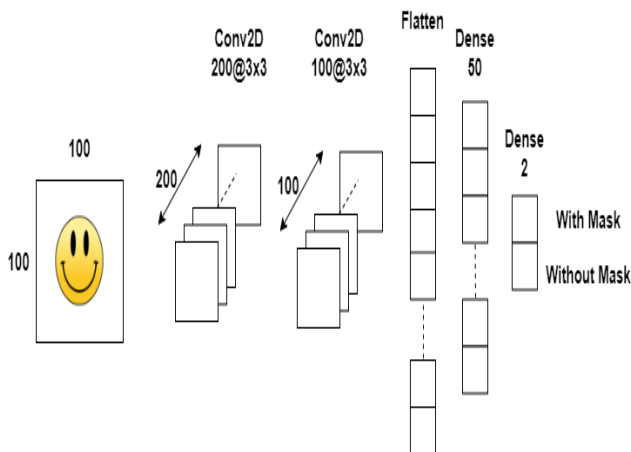 Conv2D
200@3x3
Conv2D
100@3x3
Flatten
Dense
50
Dense
2
100
100
200
100
With Mask
Without Mask